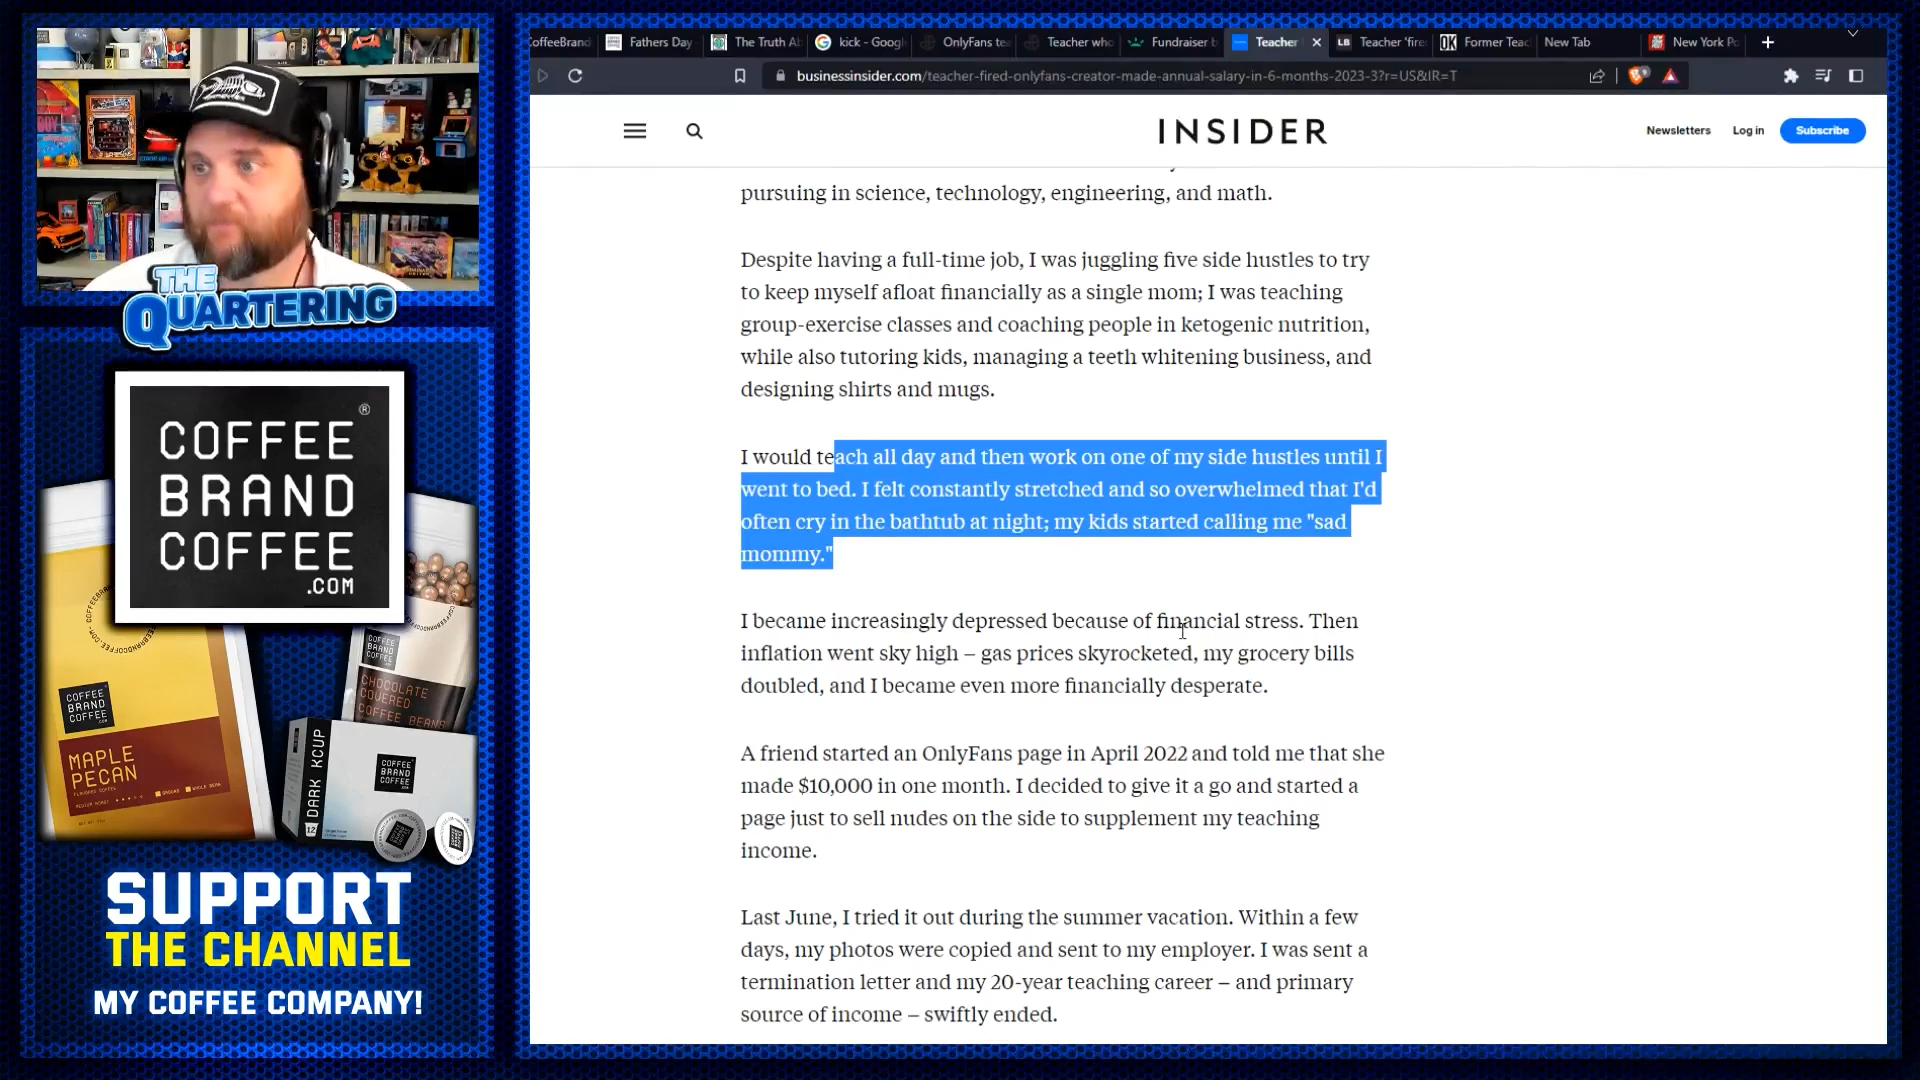 CoffeeBrand
Fathers Day
The Truth Ab
kick - Googl
OnlyFans te
Teacher who
Fundraiser b
Teacher
Teacher 'fire
Former Teac
New Tab
New York Po
businessinsider.com/teacher-fired-onlyfans-creator-made-annual-salary-in-6-months-2023-3?r=US&IR=T
INSIDER
Newsletters
Log in
Subscribe
pursuing in science, technology, engineering, and math.
Despite having a full-time job, I was juggling five side hustles to try
to keep myself afloat financially as a single mom; I was teaching
group-exercise classes and coaching people in ketogenic nutrition,
while also tutoring kids, managing a teeth whitening business, and
designing shirts and mugs.
I would teach all day and then work on one of my side hustles until I
went to bed. I felt constantly stretched and so overwhelmed that I'd
often cry in the bathtub at night; my kids started calling me "sad
mommy."
I became increasingly depressed because of financial stress. Then
inflation went sky high – gas prices skyrocketed, my grocery bills
doubled, and I became even more financially desperate.
A friend started an OnlyFans page in April 2022 and told me that she
made $10,000 in one month. I decided to give it a go and started a
page just to sell nudes on the side to supplement my teaching
income.
Last June, I tried it out during the summer vacation. Within a few
days, my photos were copied and sent to my employer. I was sent a
termination letter and my 20-year teaching career – and primary
source of income – swiftly ended.
THE
QUARTERING
COFFEE ®
BRAND
COFFEE
.COM
COFFEE
BRAND
COFFEE
MAPLE
PECAN
COFFEE
BRAND
COFFEE
CHOCOLATE
COVERED
COFFEE BEANS
DARK KCUP
12
COFFEE
BRAND
COFFEE
SUPPORT
THE CHANNEL
MY COFFEE COMPANY!